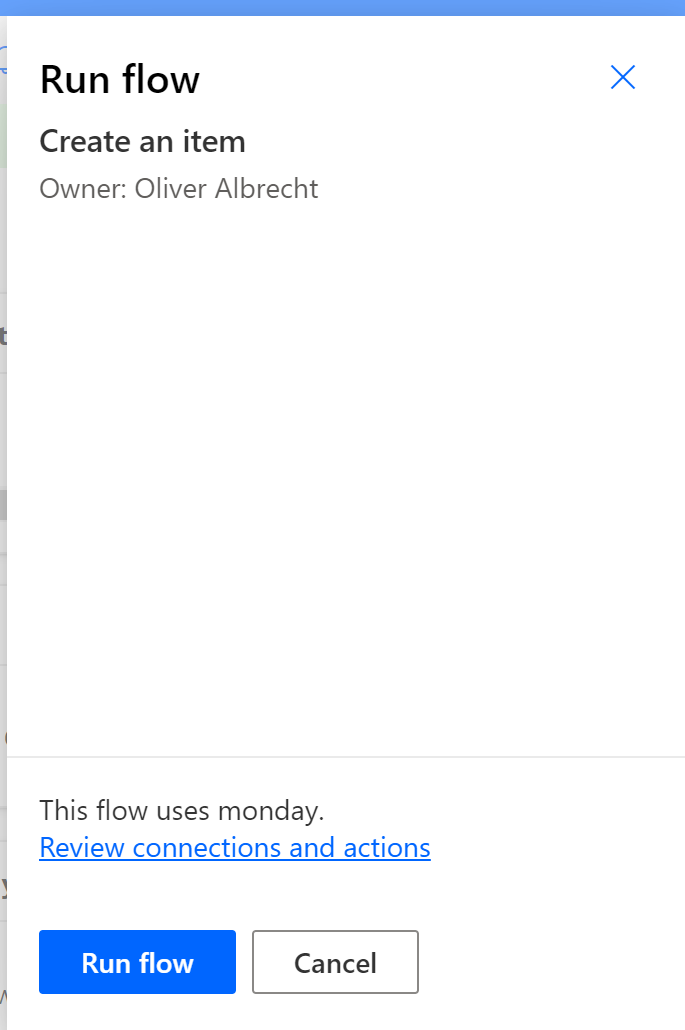 Run flow
Create an item
Owner: Oliver Albrecht
This flow uses monday.
Review connections and actions
Run flow
Cancel